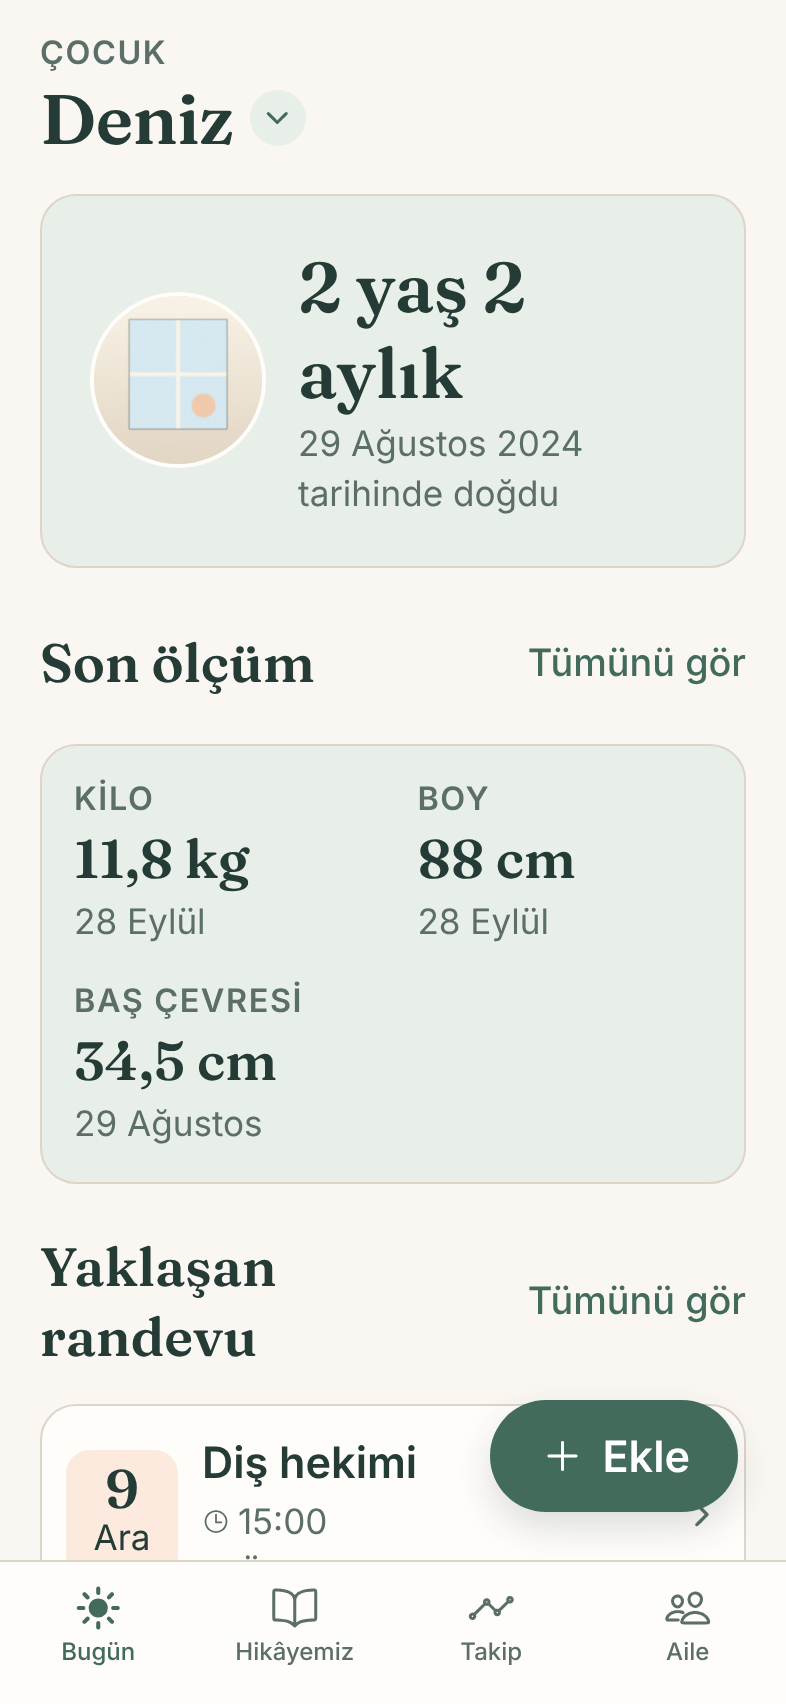 ÇOCUK
Deniz
2 yaş 2
aylık
29 Ağustos 2024
tarihinde doğdu
Son ölçüm
Tümünü gör
KİLO
11,8 kg
28 Eylül
BOY
88 cm
28 Eylül
BAŞ ÇEVRESİ
34,5 cm
29 Ağustos
Yaklaşan
randevu
Tümünü gör
9
Ara
Diş hekimi
15:00
Ekle
Bugün
Hikâyemiz
Takip
Aile